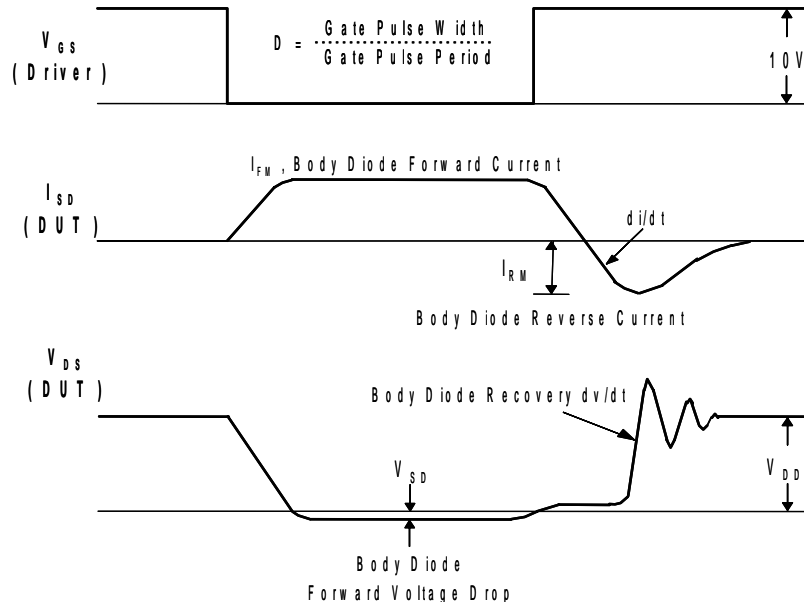 V GS
(Driver)
D = Gate Pulse Width
Gate Pulse Period
10V
I FM , Body Diode Forward Current
I SD
(DUT)
di/dt
I RM
Body Diode Reverse Current
V DS
(DUT)
Body Diode Recovery dv/dt
V SD
V DD
Body Diode
Forward Voltage Drop